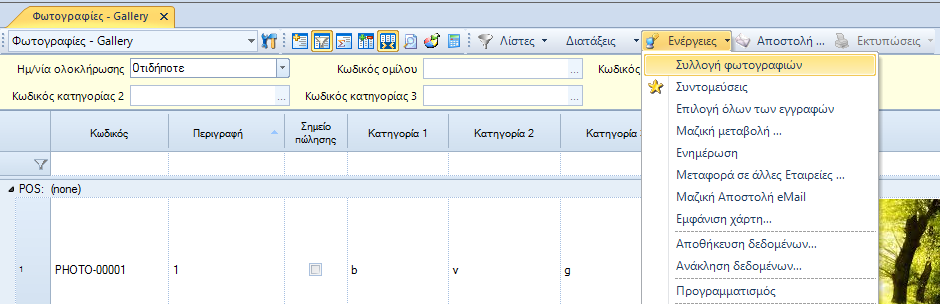 Φωτογραφίες - Gallery
Φωτογραφίες - Gallery Λίστες Διατάξεις Ενέργειες Αποστολή ... Εκτυπώσεις
Ημ/νία ολοκλήρωσης Οτιδήποτε Κωδικός ομίλου ... Κωδικός
Κωδικός κατηγορίας 2 ... Κωδικός κατηγορίας 3 ...
Κωδικός Περιγραφή Σημείο πώλησης Κατηγορία 1 Κατηγορία 2 Κατηγορία
POS: (none)
1 PHOTO-00001 1 b v g
Συλλογή φωτογραφιών
Συντομεύσεις
Επιλογή όλων των εγγραφών
Μαζική μεταβολή ...
Ενημέρωση
Μεταφορά σε άλλες Εταιρείες ...
Μαζική Αποστολή eMail
Εμφάνιση χάρτη...
Αποθήκευση δεδομένων...
Ανάκληση δεδομένων...
Προγραμματισμός